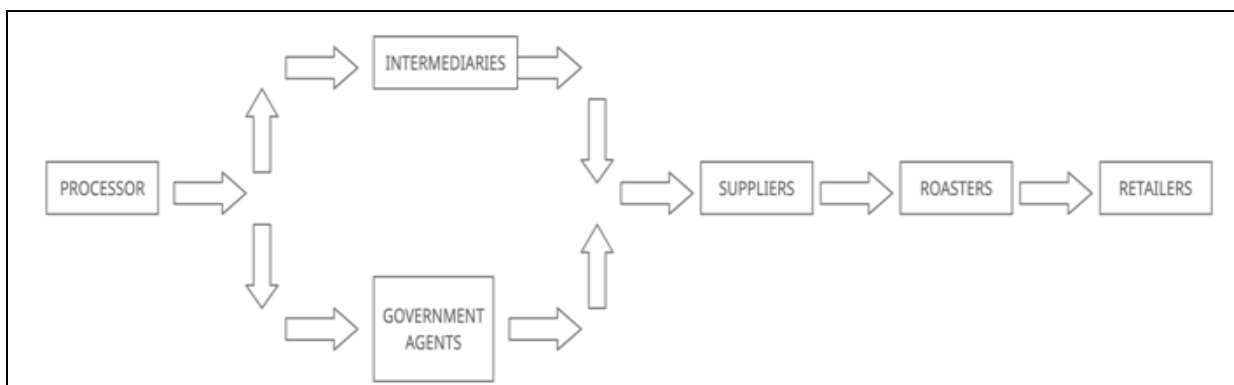 INTERMEDIARIES
PROCESSOR
SUPPLIERS
ROASTERS
RETAILERS
GOVERNMENT
AGENTS